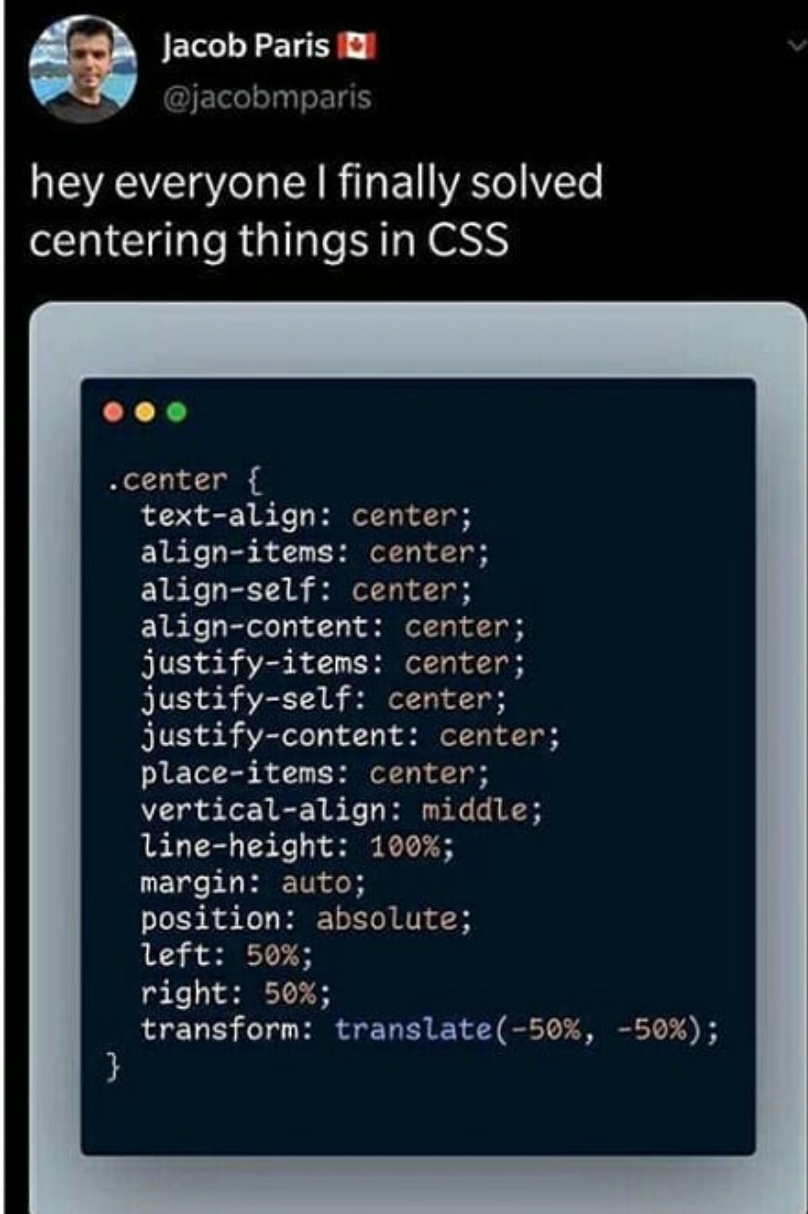 Jacob Paris 🇨🇦
@jacobmparis
hey everyone I finally solved
centering things in CSS
.center {
  text-align: center;
  align-items: center;
  align-self: center;
  align-content: center;
  justify-items: center;
  justify-self: center;
  justify-content: center;
  place-items: center;
  vertical-align: middle;
  line-height: 100%;
  margin: auto;
  position: absolute;
  left: 50%;
  right: 50%;
  transform: translate(-50%, -50%);
}